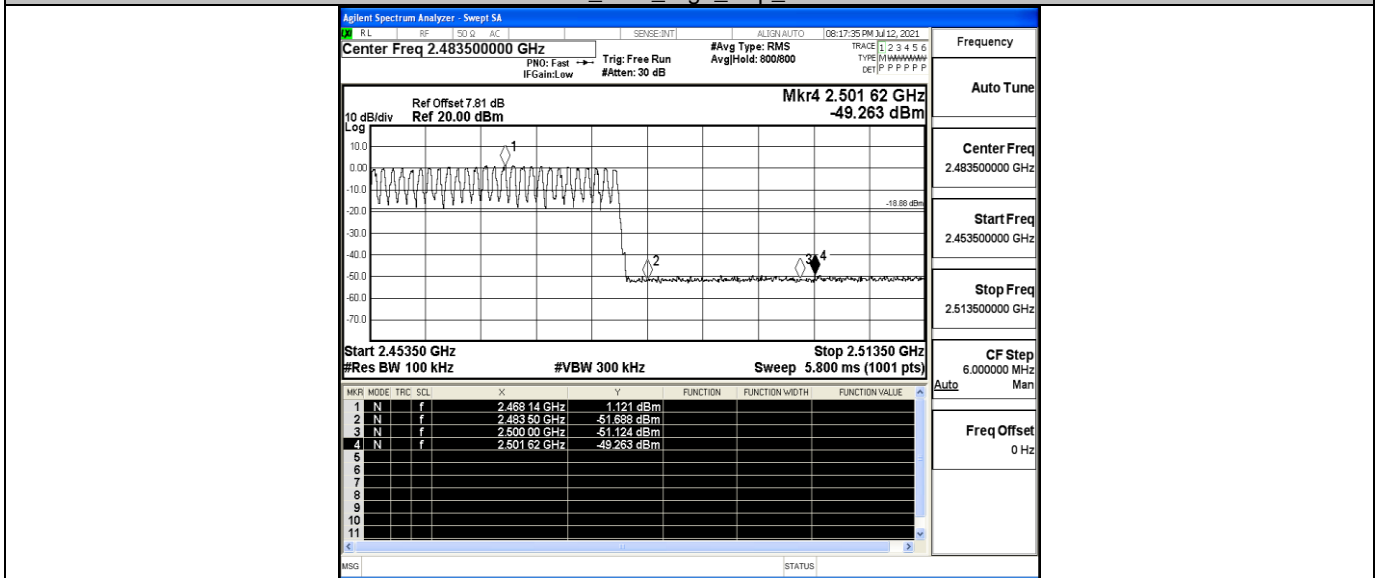 Agilent Spectrum Analyzer - Swept SA
RL RF 50 Ω AC SENSE:INT ALIGN AUTO 08:17:35 PM Jul 12, 2021
Center Freq 2.483500000 GHz
PNO: Fast
IFGain:Low
Trig: Free Run
#Atten: 30 dB
#Avg Type: RMS
Avg|Hold: 800/800
TRACE 1 2 3 4 5 6
TYPE M WWWWW
DET P P P P P P
Frequency
Auto Tune
Mkr4 2.501 62 GHz
-49.263 dBm
Ref Offset 7.81 dB
10 dB/div Ref 20.00 dBm
Log
10.0
0.00
-10.0
-20.0
-30.0
-40.0
-50.0
-60.0
-70.0
1
2
3
4
-18.88 dBm
Center Freq
2.483500000 GHz
Start Freq
2.453500000 GHz
Stop Freq
2.513500000 GHz
CF Step
6.000000 MHz
Auto Man
Freq Offset
0 Hz
Start 2.45350 GHz Stop 2.51350 GHz
#Res BW 100 kHz #VBW 300 kHz Sweep 5.800 ms (1001 pts)
MKR MODE TRC SCL X Y FUNCTION FUNCTION WIDTH FUNCTION VALUE
1 N f 2.468 14 GHz 1.121 dBm
2 N f 2.483 50 GHz -51.688 dBm
3 N f 2.500 00 GHz -51.124 dBm
4 N f 2.501 62 GHz -49.263 dBm
5
6
7
8
9
10
11
MSG STATUS